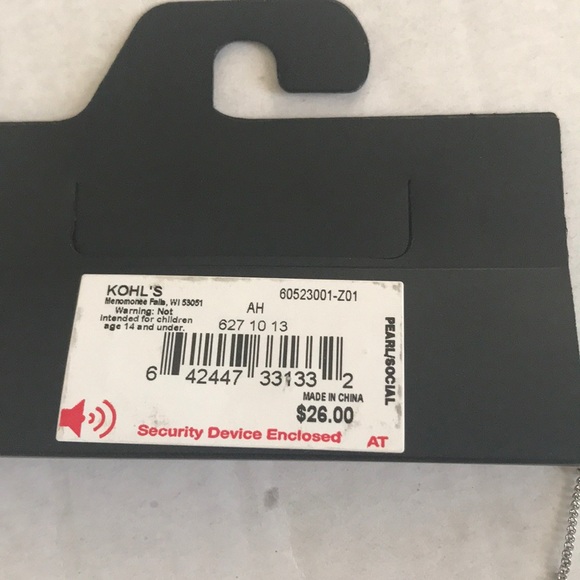 KOHL'S
60523001-Z01
Menomonee Falls, WI 53051
Warning: Not
AH
Intended for children
age 14 and under.
627 10 13
PEARL/SOCIAL
6 42447 33133 2
MADE IN CHINA
$26.00
Security Device Enclosed
AT